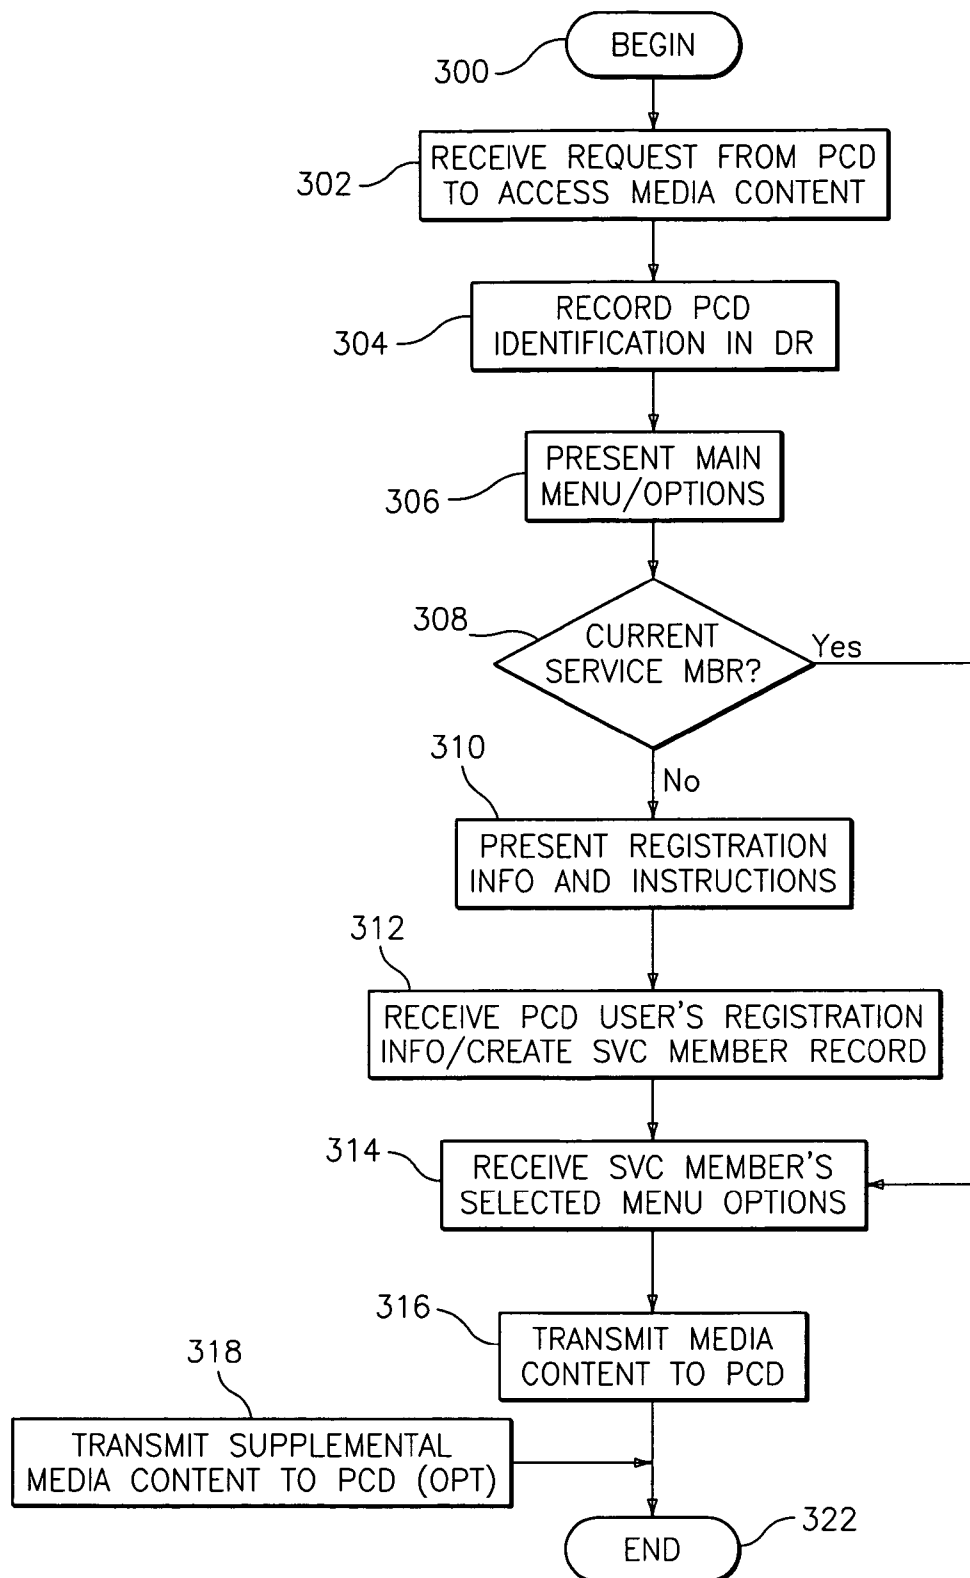 BEGIN
300
RECEIVE REQUEST FROM PCD
TO ACCESS MEDIA CONTENT
302
RECORD PCD
IDENTIFICATION IN DR
304
PRESENT MAIN
MENU/OPTIONS
306
308
CURRENT
SERVICE MBR?
Yes
310
No
PRESENT REGISTRATION
INFO AND INSTRUCTIONS
312
RECEIVE PCD USER'S REGISTRATION
INFO/CREATE SVC MEMBER RECORD
314
RECEIVE SVC MEMBER'S
SELECTED MENU OPTIONS
316
TRANSMIT MEDIA
CONTENT TO PCD
318
TRANSMIT SUPPLEMENTAL
MEDIA CONTENT TO PCD (OPT)
322
END